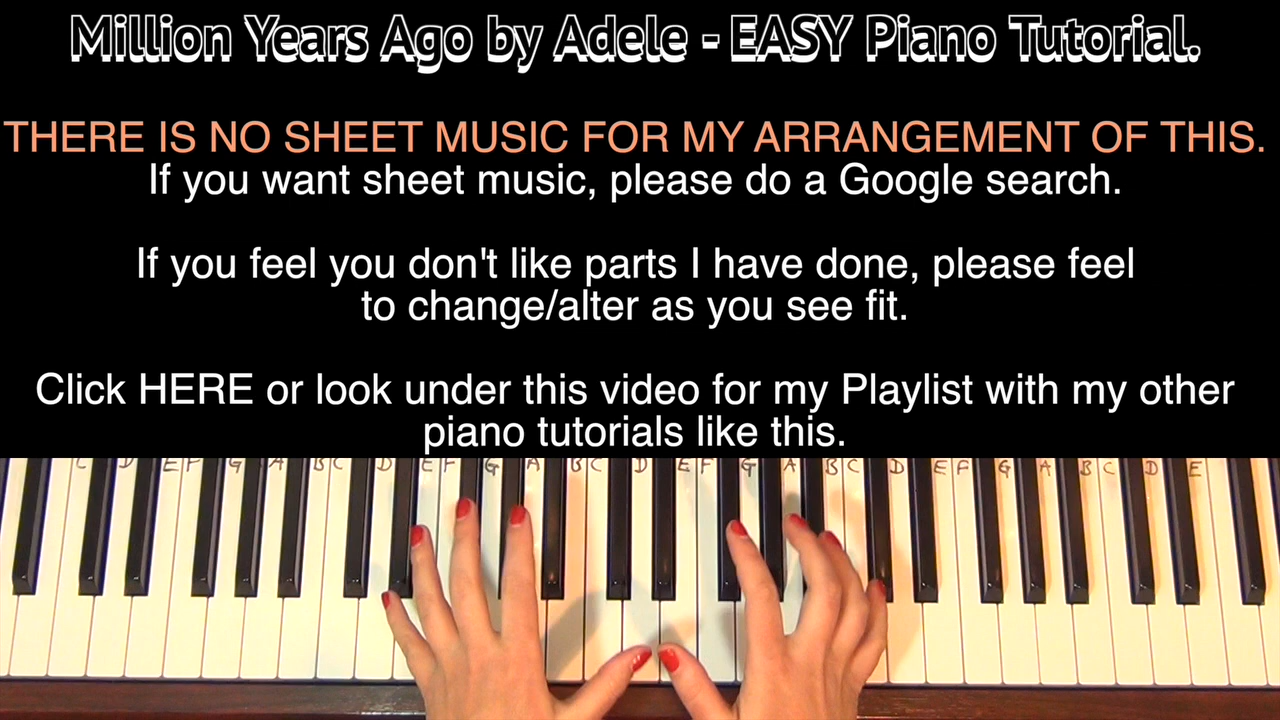 Million Years Ago by Adele - EASY Piano Tutorial.
THERE IS NO SHEET MUSIC FOR MY ARRANGEMENT OF THIS.
If you want sheet music, please do a Google search.
If you feel you don't like parts I have done, please feel
to change/alter as you see fit.
Click HERE or look under this video for my Playlist with my other
piano tutorials like this.
C D E F G A B C D E F G A B C D E F G A B C D E F G A B C D E